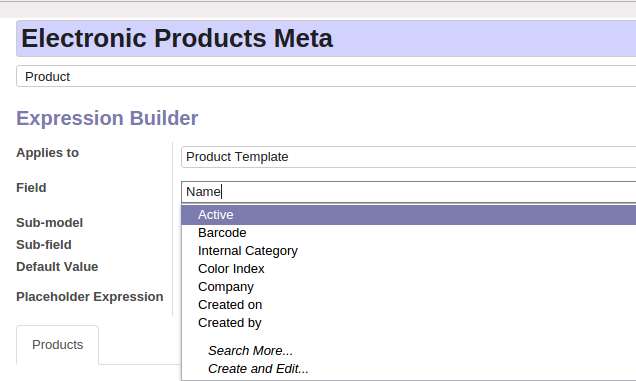 Electronic Products Meta
Product
Expression Builder
Applies to
Product Template
Field
Name
Active
Sub-model
Barcode
Sub-field
Internal Category
Default Value
Color Index
Company
Placeholder Expression
Created on
Created by
Products
Search More...
Create and Edit...